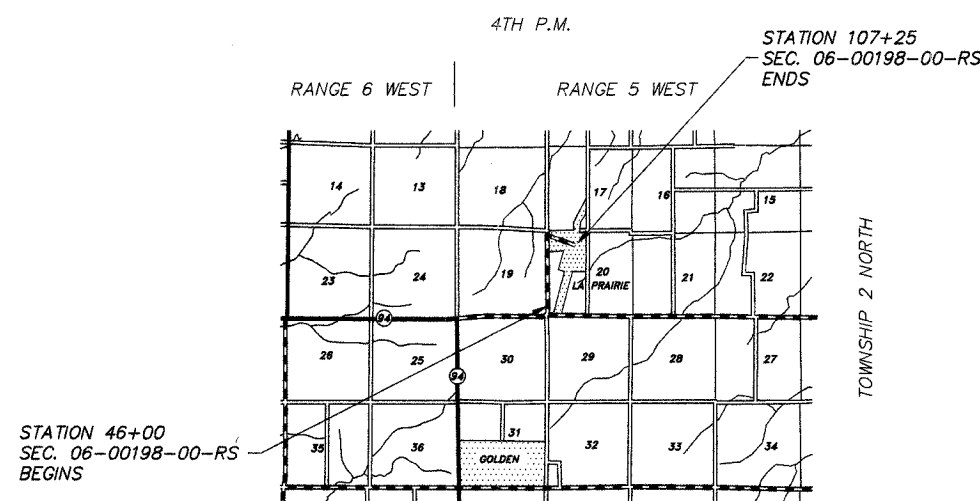 4TH P.M.
STATION 107+25
SEC. 06-00198-00-RS
ENDS
RANGE 6 WEST
RANGE 5 WEST
14
13
18
17
16
15
23
24
19
20
LA PRAIRIE
21
22
TOWNSHIP 2 NORTH
94
26
25
30
29
28
27
94
STATION 46+00
SEC. 06-00198-00-RS
BEGINS
35
36
31
GOLDEN
32
33
34